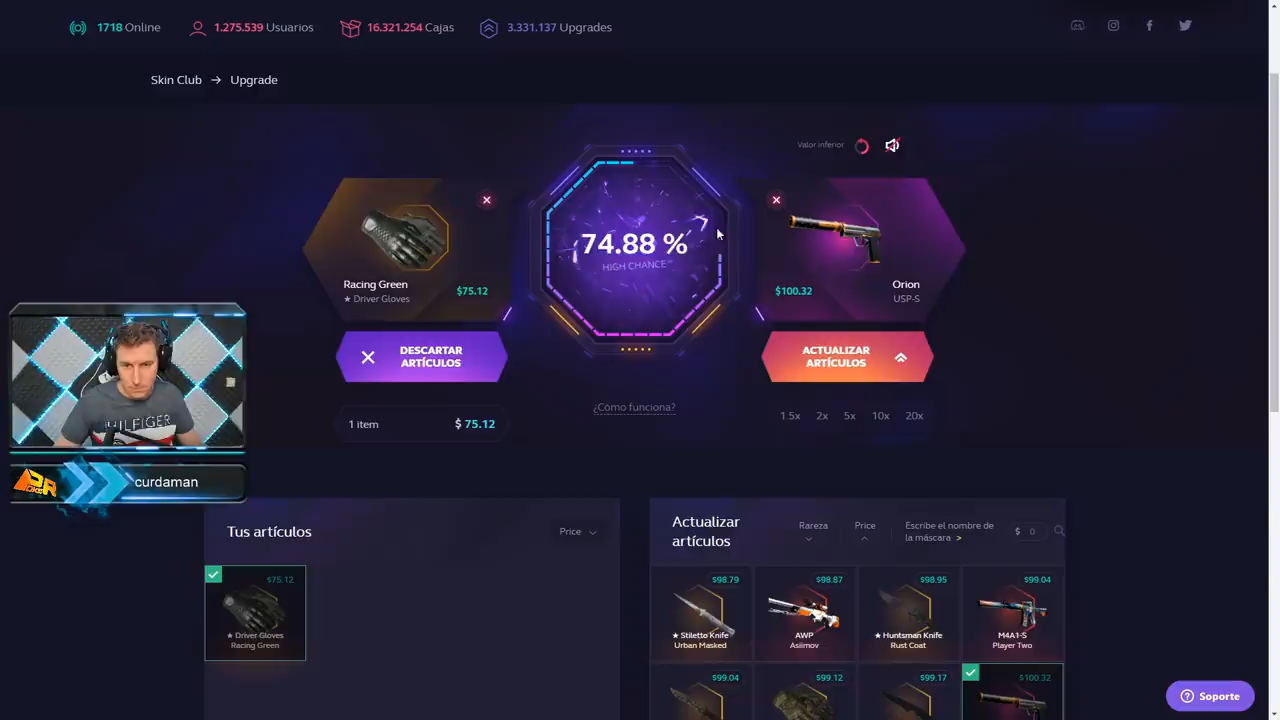 1718 Online
1.275.539 Usuarios
16.321.254 Cajas
3.331.137 Upgrades
Skin Club → Upgrade
Valor inferior
74.88 %
HIGH CHANCE
Racing Green
★ Driver Gloves
$75.12
$100.32
Orion
USP-S
DESCARTAR
ARTÍCULOS
ACTUALIZAR
ARTÍCULOS
¿Cómo funciona?
1 item
$ 75.12
1.5x 2x 5x 10x 20x
HILFIGER
curdaman
Tus artículos
Price
Actualizar
artículos
Rareza
Price
Escribe el nombre de
la máscara >
$ 0
$75.12
★ Driver Gloves
Racing Green
$98.79
★ Stiletto Knife
Urban Masked
$98.87
AWP
Asiimov
$98.95
★ Huntsman Knife
Rust Coat
$99.04
M4A1-S
Player Two
$99.04
$99.12
$99.17
$100.32
Soporte